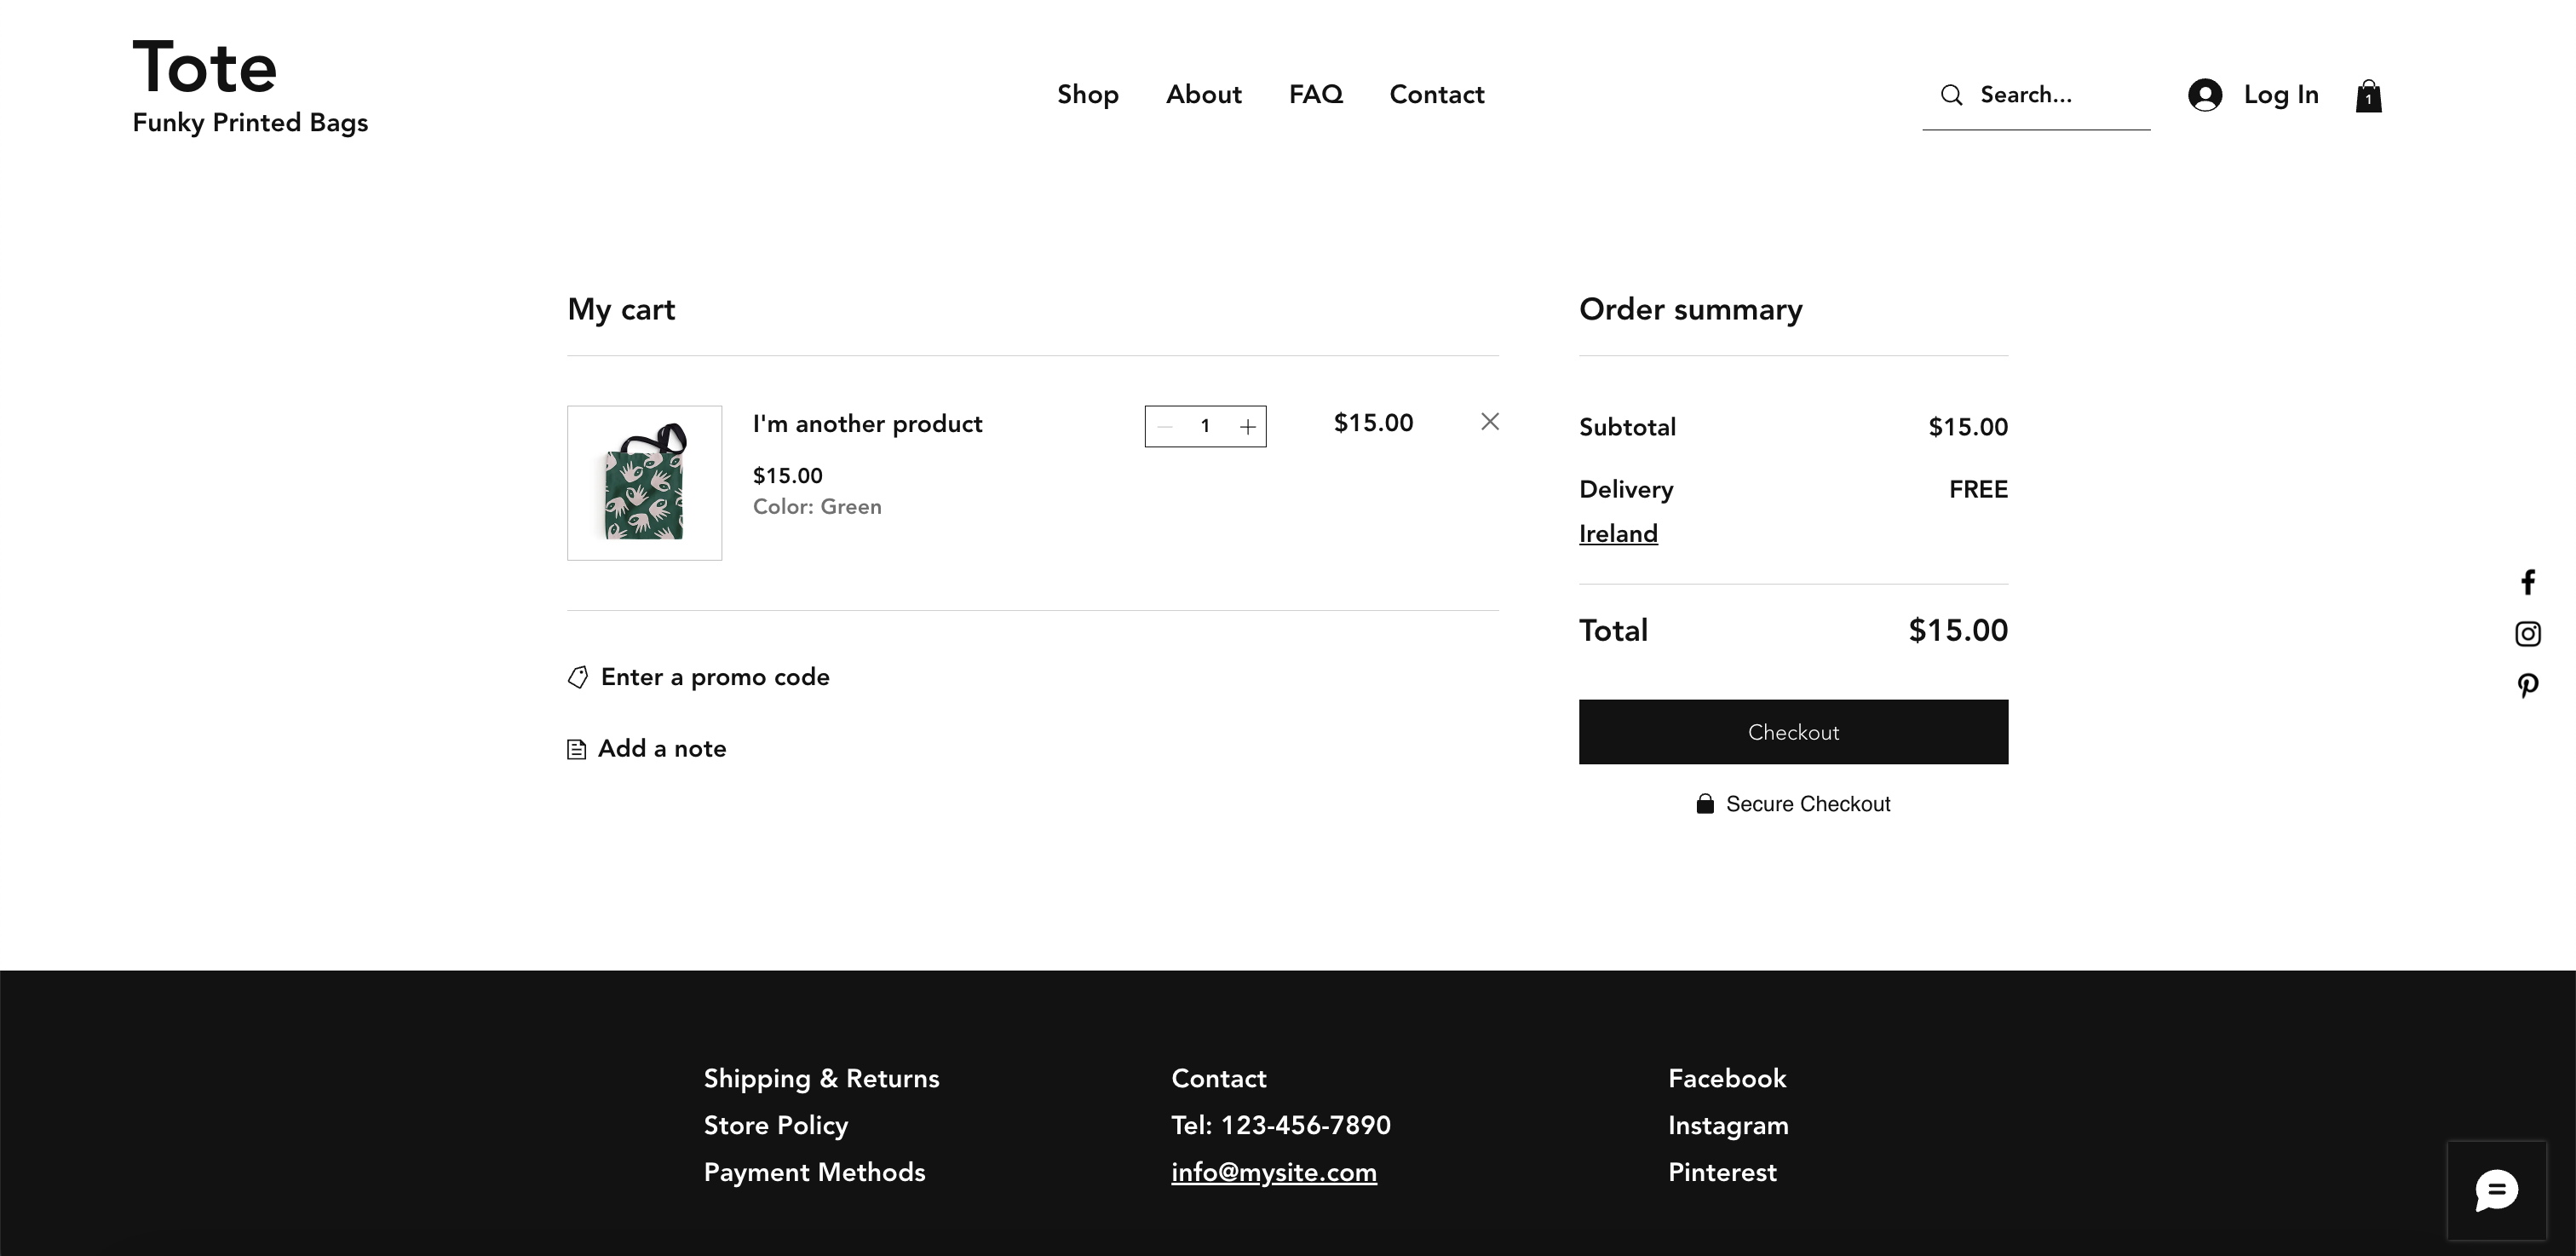 Tote
Funky Printed Bags
Shop About FAQ Contact
Search...
Log In
1
My cart
I'm another product
$15.00
Color: Green
1
$15.00
Enter a promo code
Add a note
Order summary
Subtotal $15.00
Delivery FREE
Ireland
Total $15.00
Checkout
Secure Checkout
Shipping & Returns
Store Policy
Payment Methods
Contact
Tel: 123-456-7890
info@mysite.com
Facebook
Instagram
Pinterest